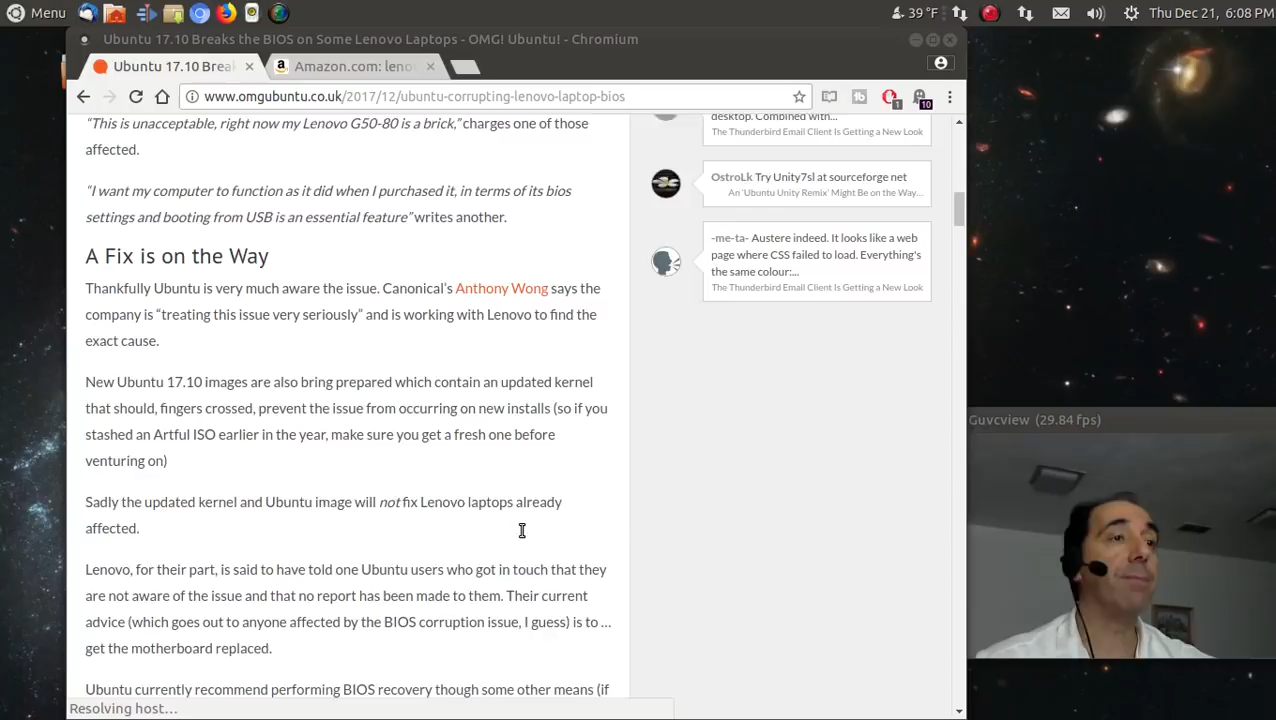 Menu
39 °F
Thu Dec 21, 6:08 PM
Ubuntu 17.10 Breaks the BIOS on Some Lenovo Laptops - OMG! Ubuntu! - Chromium
Ubuntu 17.10 Break
Amazon.com: leno
www.omgubuntu.co.uk/2017/12/ubuntu-corrupting-lenovo-laptop-bios
1
10
“This is unacceptable, right now my Lenovo G50-80 is a brick,” charges one of those
affected.
“I want my computer to function as it did when I purchased it, in terms of its bios
settings and booting from USB is an essential feature” writes another.
A Fix is on the Way
Thankfully Ubuntu is very much aware the issue. Canonical’s Anthony Wong says the
company is “treating this issue very seriously” and is working with Lenovo to find the
exact cause.
New Ubuntu 17.10 images are also bring prepared which contain an updated kernel
that should, fingers crossed, prevent the issue from occurring on new installs (so if you
stashed an Artful ISO earlier in the year, make sure you get a fresh one before
venturing on)
Sadly the updated kernel and Ubuntu image will not fix Lenovo laptops already
affected.
Lenovo, for their part, is said to have told one Ubuntu users who got in touch that they
are not aware of the issue and that no report has been made to them. Their current
advice (which goes out to anyone affected by the BIOS corruption issue, I guess) is to …
get the motherboard replaced.
Ubuntu currently recommend performing BIOS recovery though some other means (if
Resolving host…
desktop. Combined with...
The Thunderbird Email Client Is Getting a New Look
OstroLk Try Unity7sl at sourceforge net
An ‘Ubuntu Unity Remix’ Might Be on the Way...
-me-ta- Austere indeed. It looks like a web
page where CSS failed to load. Everything's
the same colour:...
The Thunderbird Email Client Is Getting a New Look
Guvcview (29.84 fps)